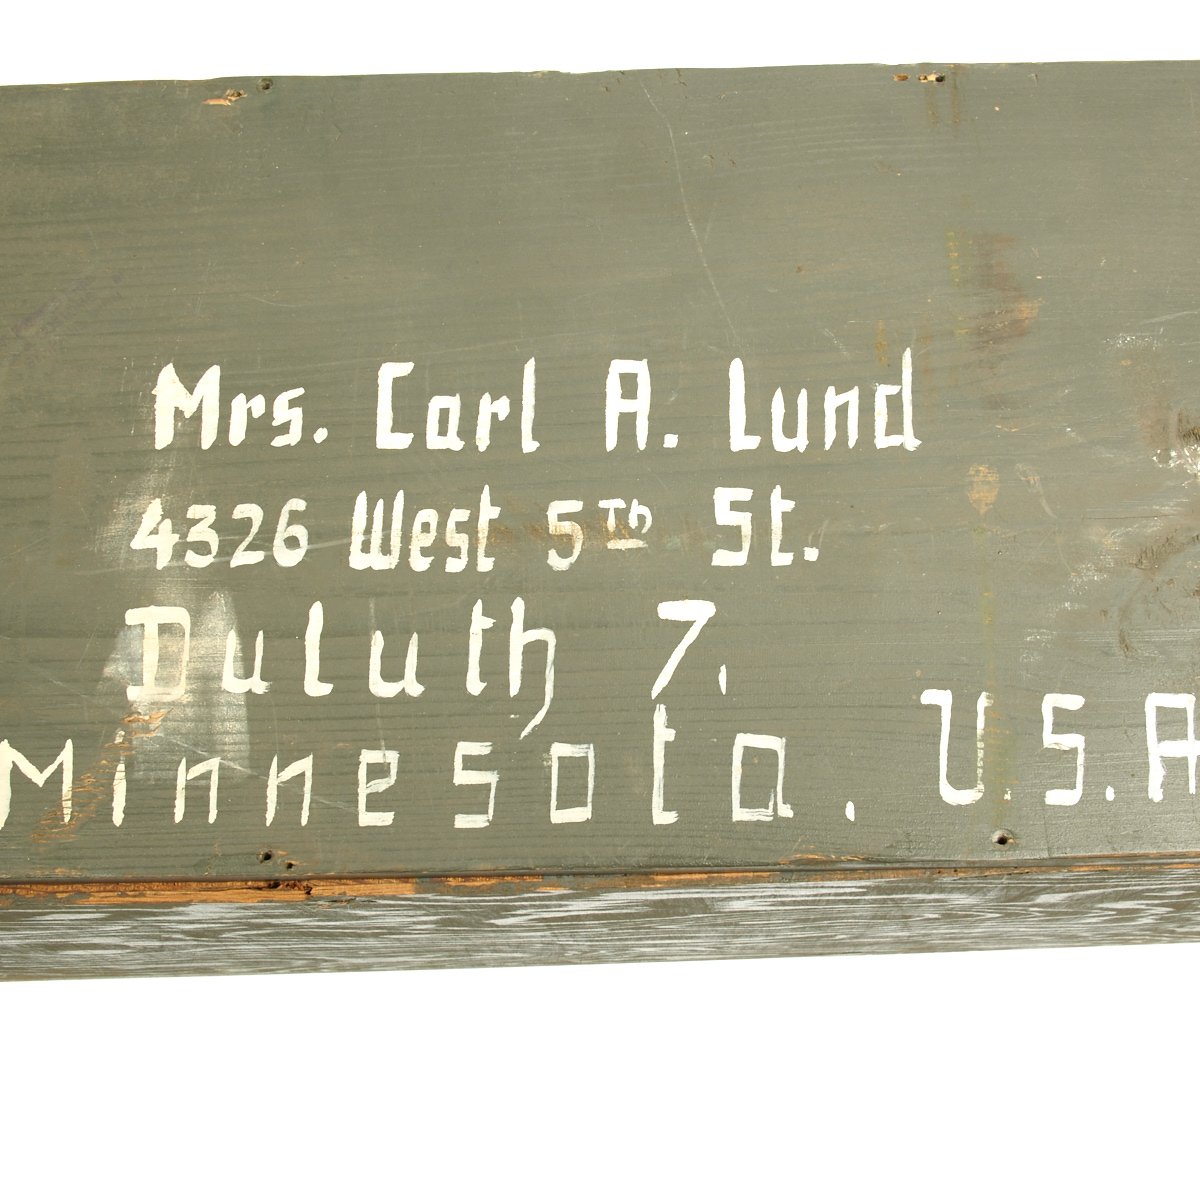 Mrs. Carl A. Lund
4326 West 5Th St.
Duluth 7,
Minnesota. U.S.A